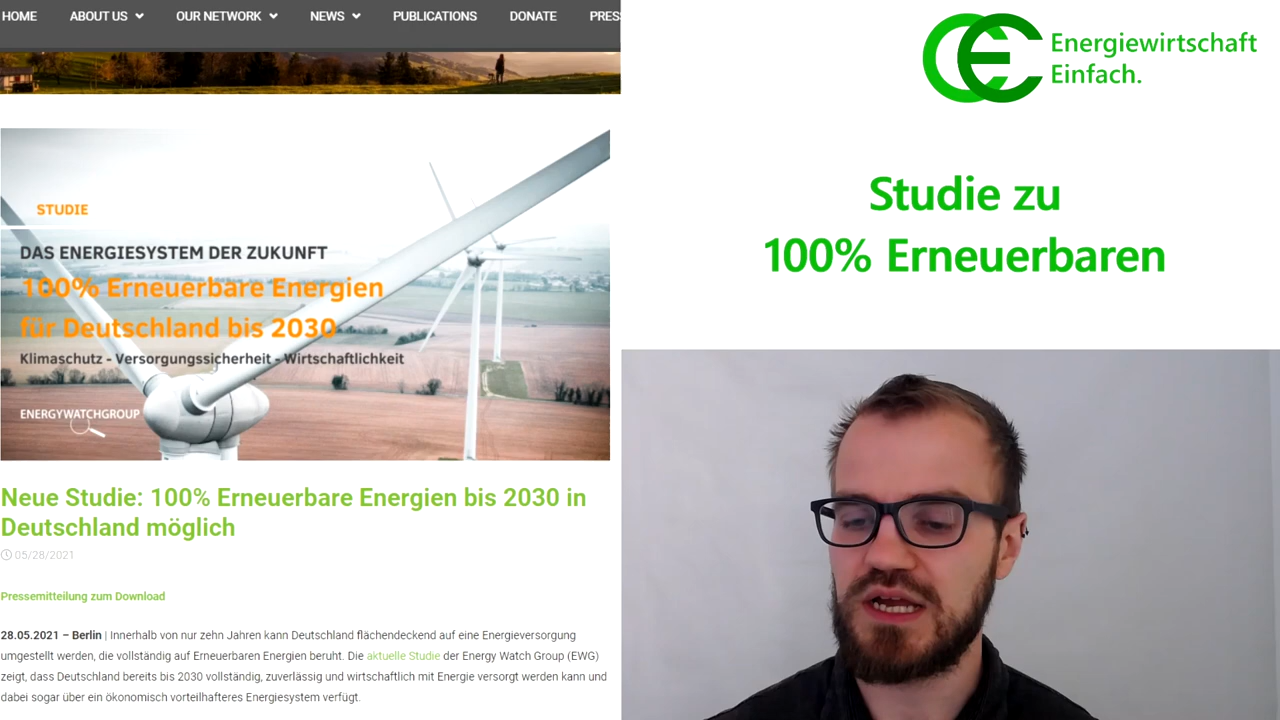 HOME ABOUT US OUR NETWORK NEWS PUBLICATIONS DONATE
STUDIE
DAS ENERGIESYSTEM DER ZUKUNFT
100% Erneuerbare Energien
für Deutschland bis 2030
Klimaschutz - Versorgungssicherheit - Wirtschaftlichkeit
ENERGYWATCHGROUP
Neue Studie: 100% Erneuerbare Energien bis 2030 in
Deutschland möglich
05/28/2021
Pressemitteilung zum Download
28.05.2021 – Berlin | Innerhalb von nur zehn Jahren kann Deutschland flächendeckend auf eine Energieversorgung
umgestellt werden, die vollständig auf Erneuerbaren Energien beruht. Die aktuelle Studie der Energy Watch Group (EWG)
zeigt, dass Deutschland bereits bis 2030 vollständig, zuverlässig und wirtschaftlich mit Energie versorgt werden kann und
dabei sogar über ein ökonomisch vorteilhafteres Energiesystem verfügt.
Energiewirtschaft
Einfach.
Studie zu
100% Erneuerbaren